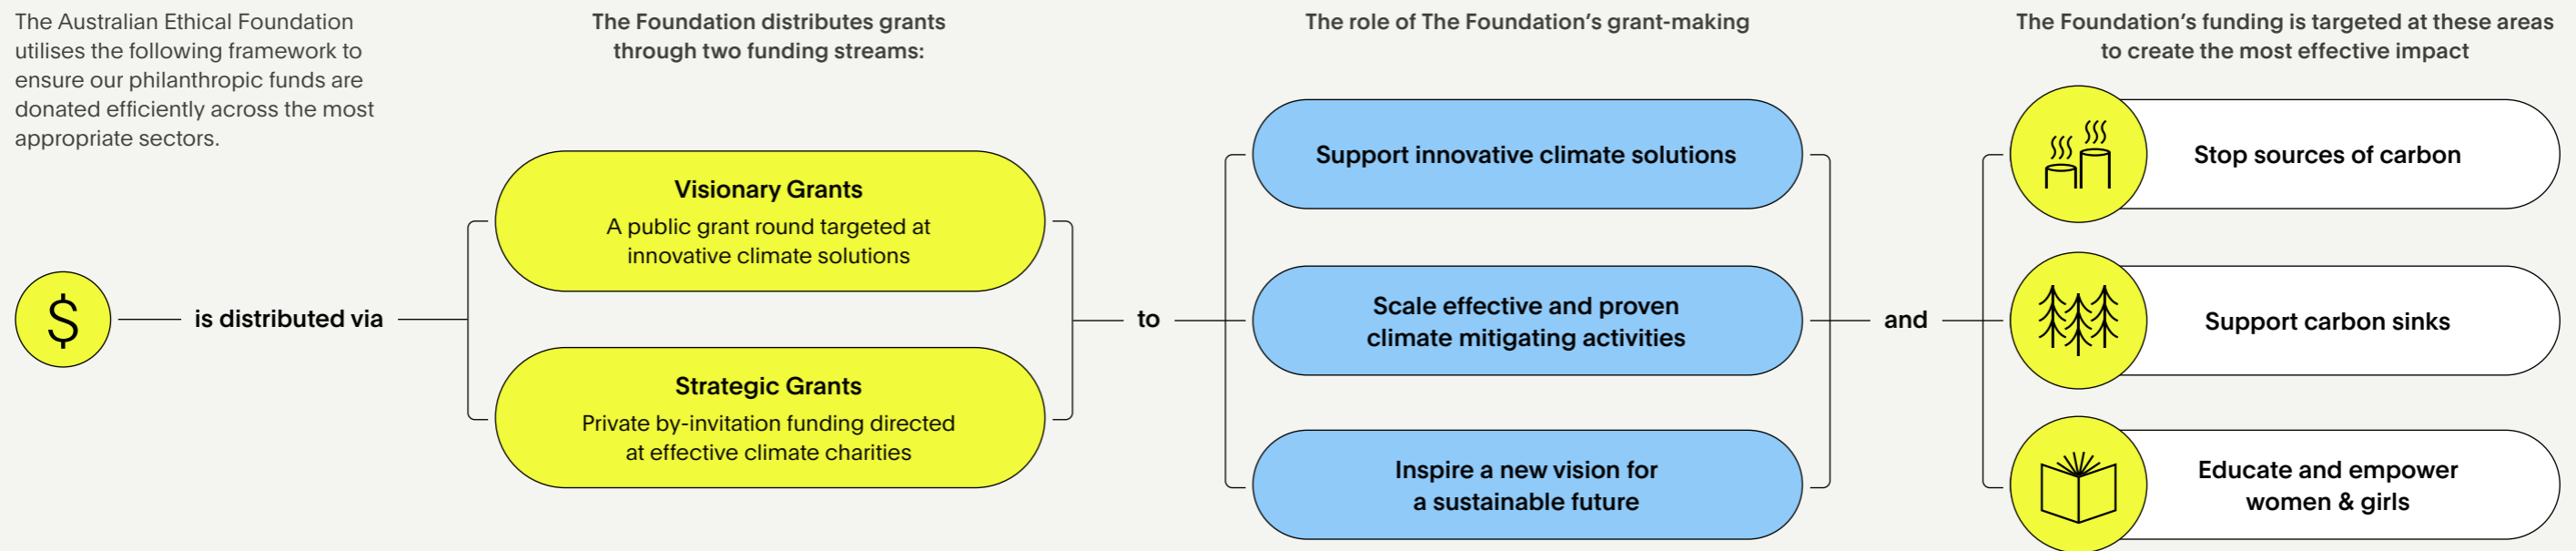 The Australian Ethical Foundation
utilises the following framework to
ensure our philanthropic funds are
donated efficiently across the most
appropriate sectors.
The Foundation distributes grants
through two funding streams:
The role of The Foundation’s grant-making
The Foundation’s funding is targeted at these areas
to create the most effective impact
$
is distributed via
Visionary Grants
A public grant round targeted at
innovative climate solutions
Strategic Grants
Private by-invitation funding directed
at effective climate charities
to
Support innovative climate solutions
Scale effective and proven
climate mitigating activities
Inspire a new vision for
a sustainable future
and
Stop sources of carbon
Support carbon sinks
Educate and empower
women & girls